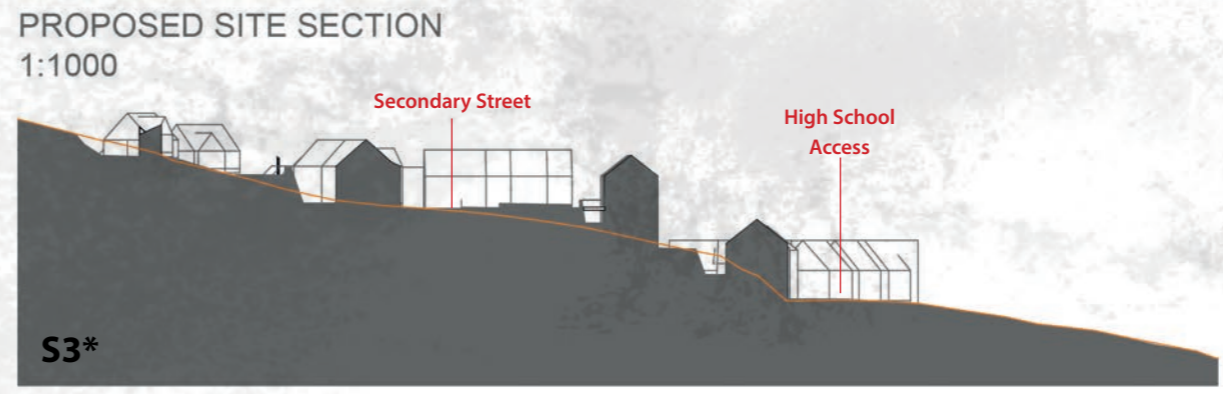 PROPOSED SITE SECTION
1:1000
Secondary Street
High School
Access
S3*